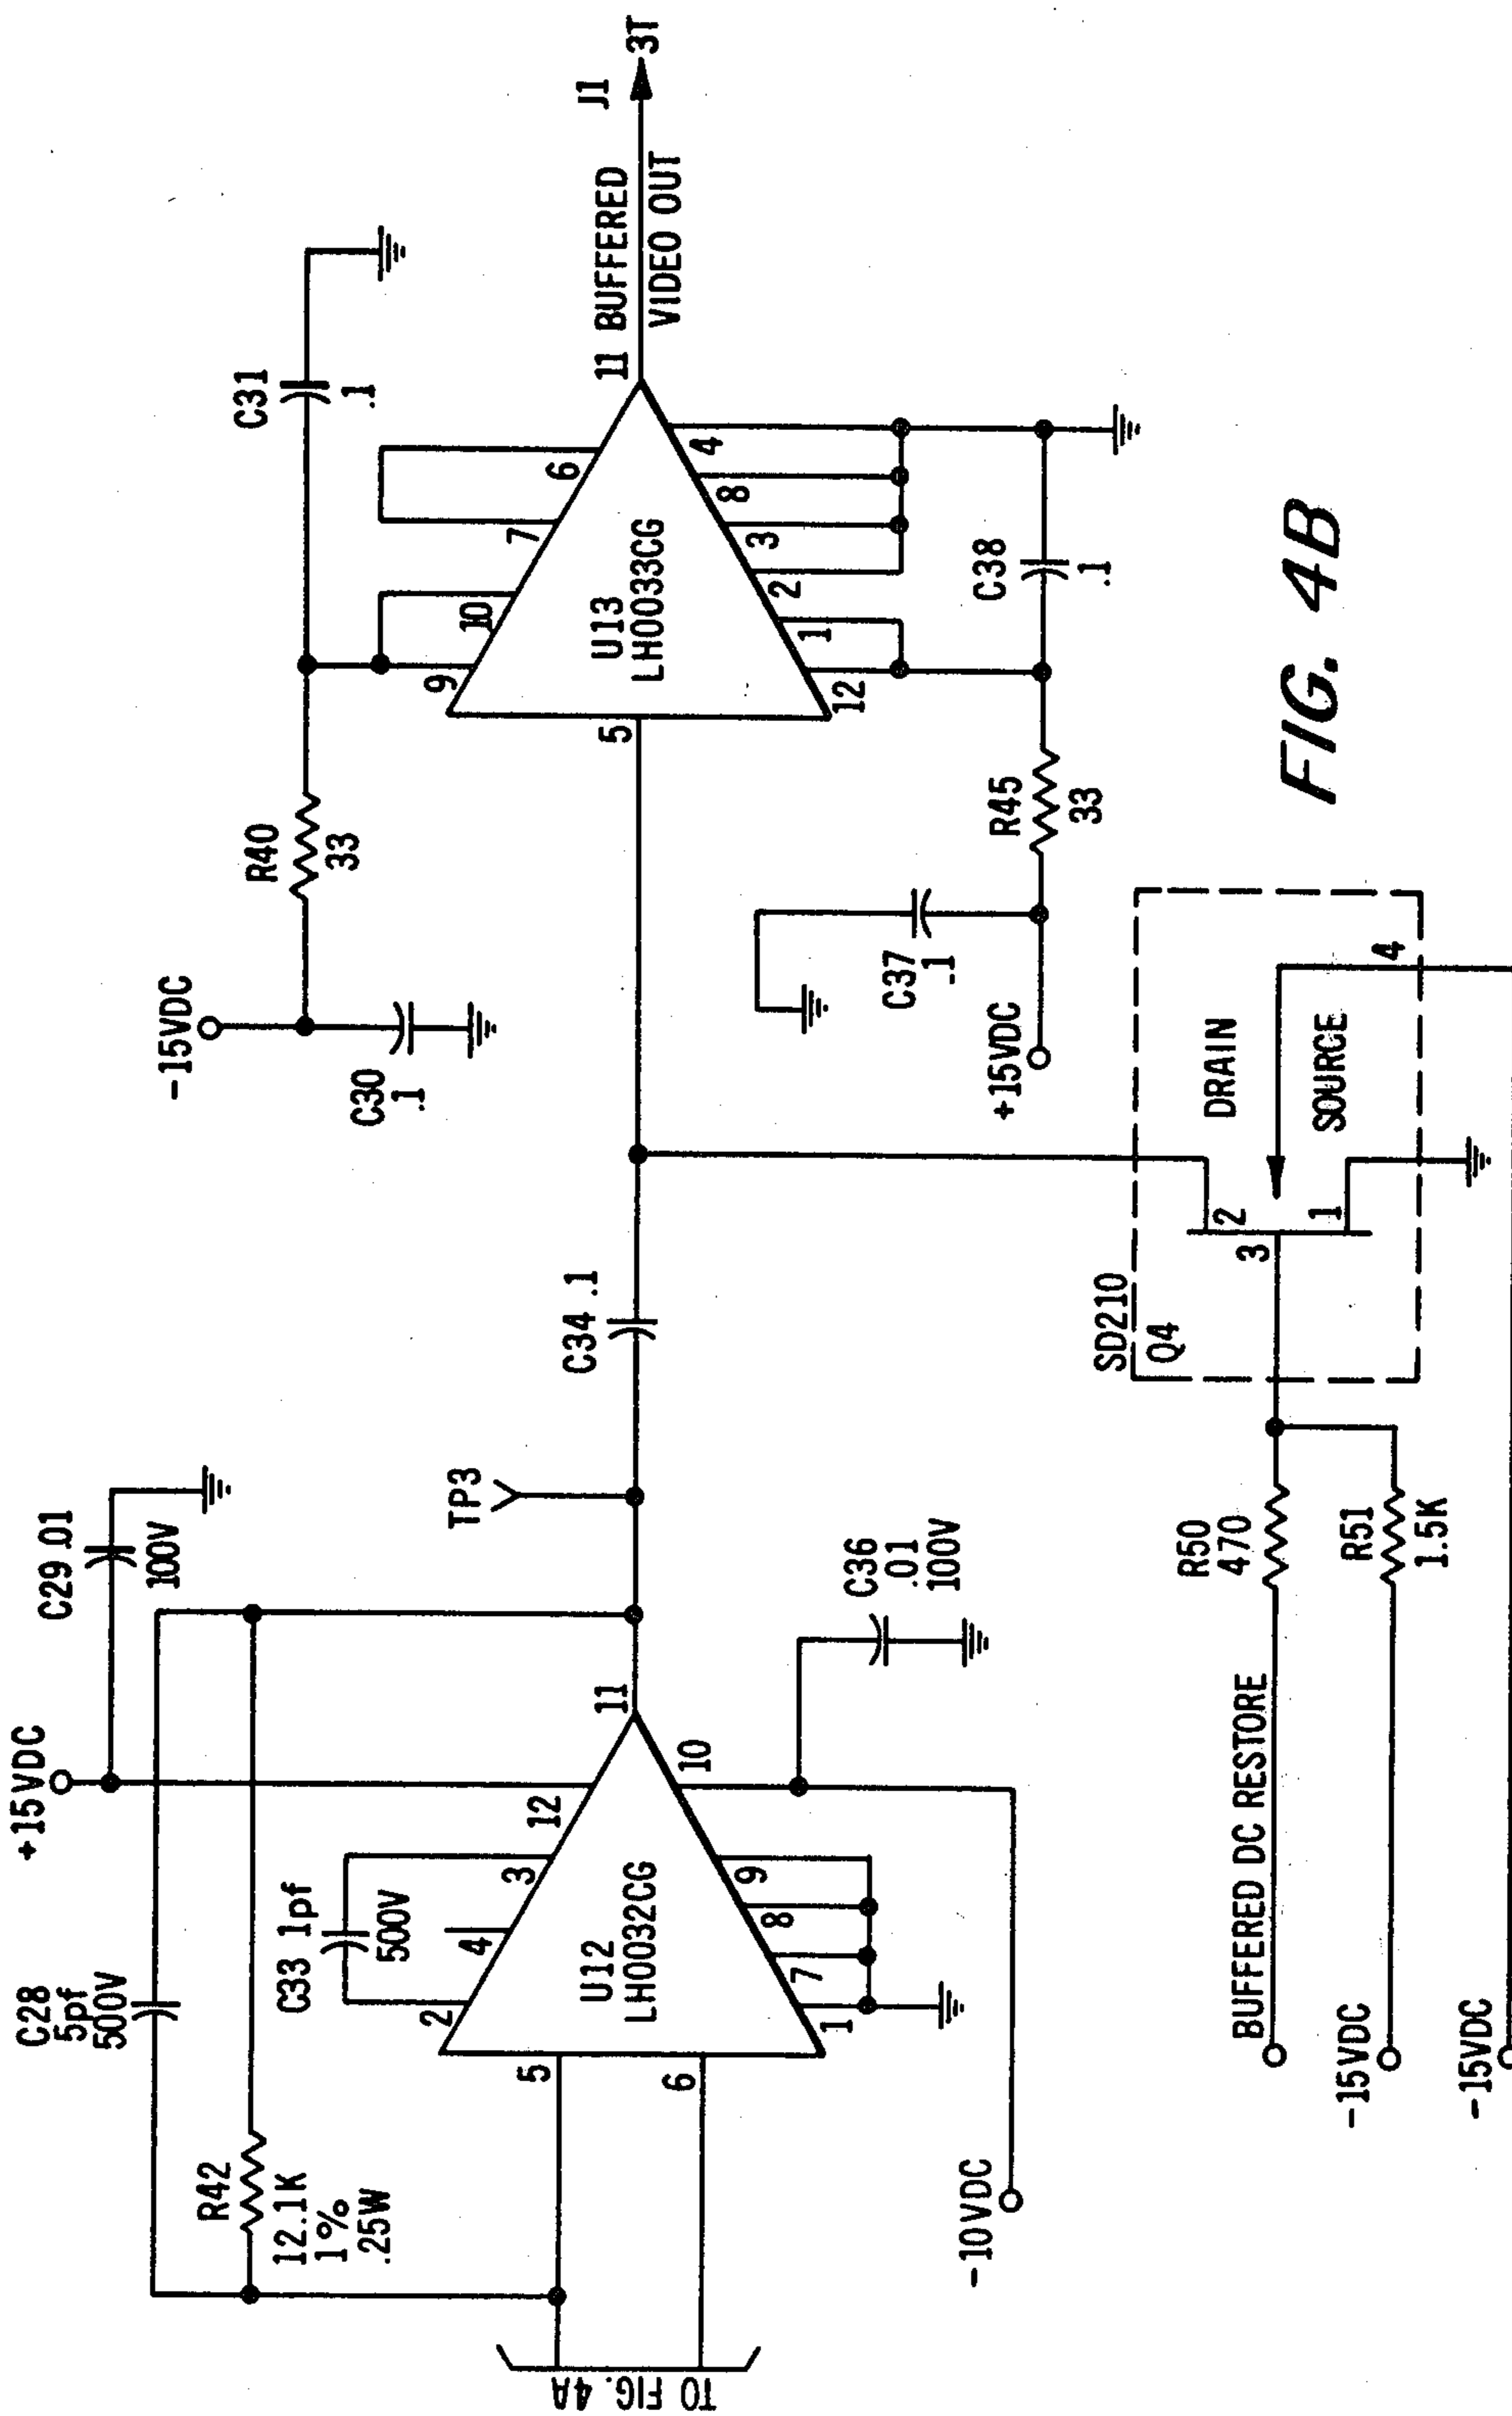 +15VDC
C29 .01
100V
C28
5pf
500V
R42
12.1K
1%
.25W
C33 1pf
500V
2
4
3
12
5
6
U12
LH0032CG
11
1
7
8
9
10
TO FIG. 4A
-10VDC
C36
.01
100V
TP3
C34 .1
-15VDC
C30
.1
R40
33
C31
.1
9
10
7
6
5
U13
LH0033CG
11
12
1
2
3
8
4
BUFFERED
VIDEO OUT
J1
3T
C37
.1
+15VDC
R45
33
C38
.1
SD210
Q4
DRAIN
SOURCE
2
3
1
4
R50
470
R51
1.5K
BUFFERED DC RESTORE
-15VDC
-15VDC
FIG. 4B